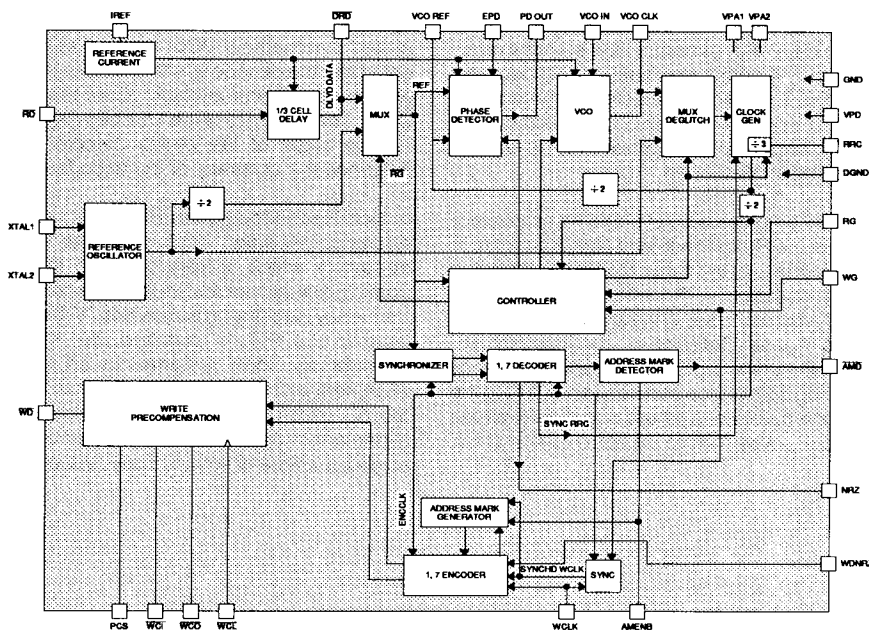 IREF
DRD
VCO REF
EPD
PD OUT
VCO IN
VCO CLK
VPA1
VPA2
REFERENCE
CURRENT
DLYD DATA
REF
GND
RD
1/3 CELL
DELAY
MUX
PHASE
DETECTOR
VCO
MUX
DEGLITCH
CLOCK
GEN
÷3
VPD
RRC
RG
DGND
÷2
÷2
÷2
XTAL1
REFERENCE
OSCILLATOR
XTAL2
RG
WG
CONTROLLER
SYNCHRONIZER
1, 7 DECODER
ADDRESS MARK
DETECTOR
AMD
WD
WRITE
PRECOMPENSATION
SYNC RRC
ENCCLK
NRZ
ADDRESS MARK
GENERATOR
1, 7 ENCODER
SYNCHD WCLK
SYNC
WDNRZ
PCS
WCI
WCO
WCL
WCLK
AMENB